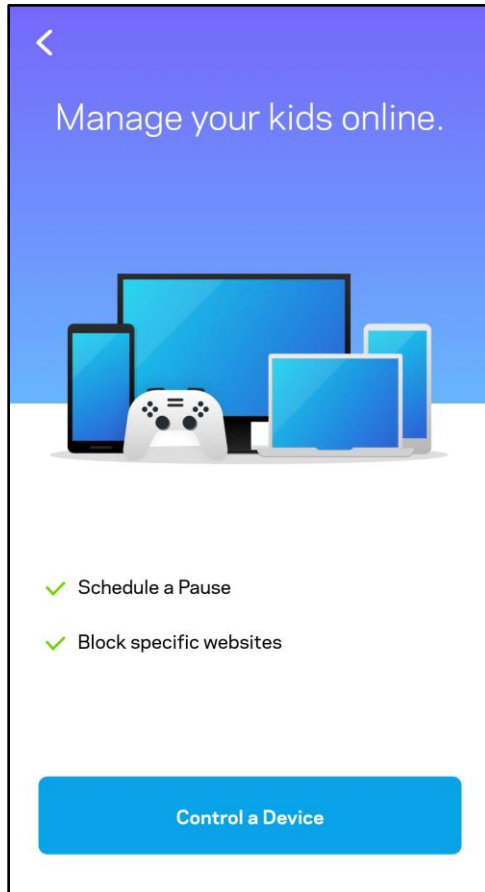 Manage your kids online.
Schedule a Pause
Block specific websites
Control a Device